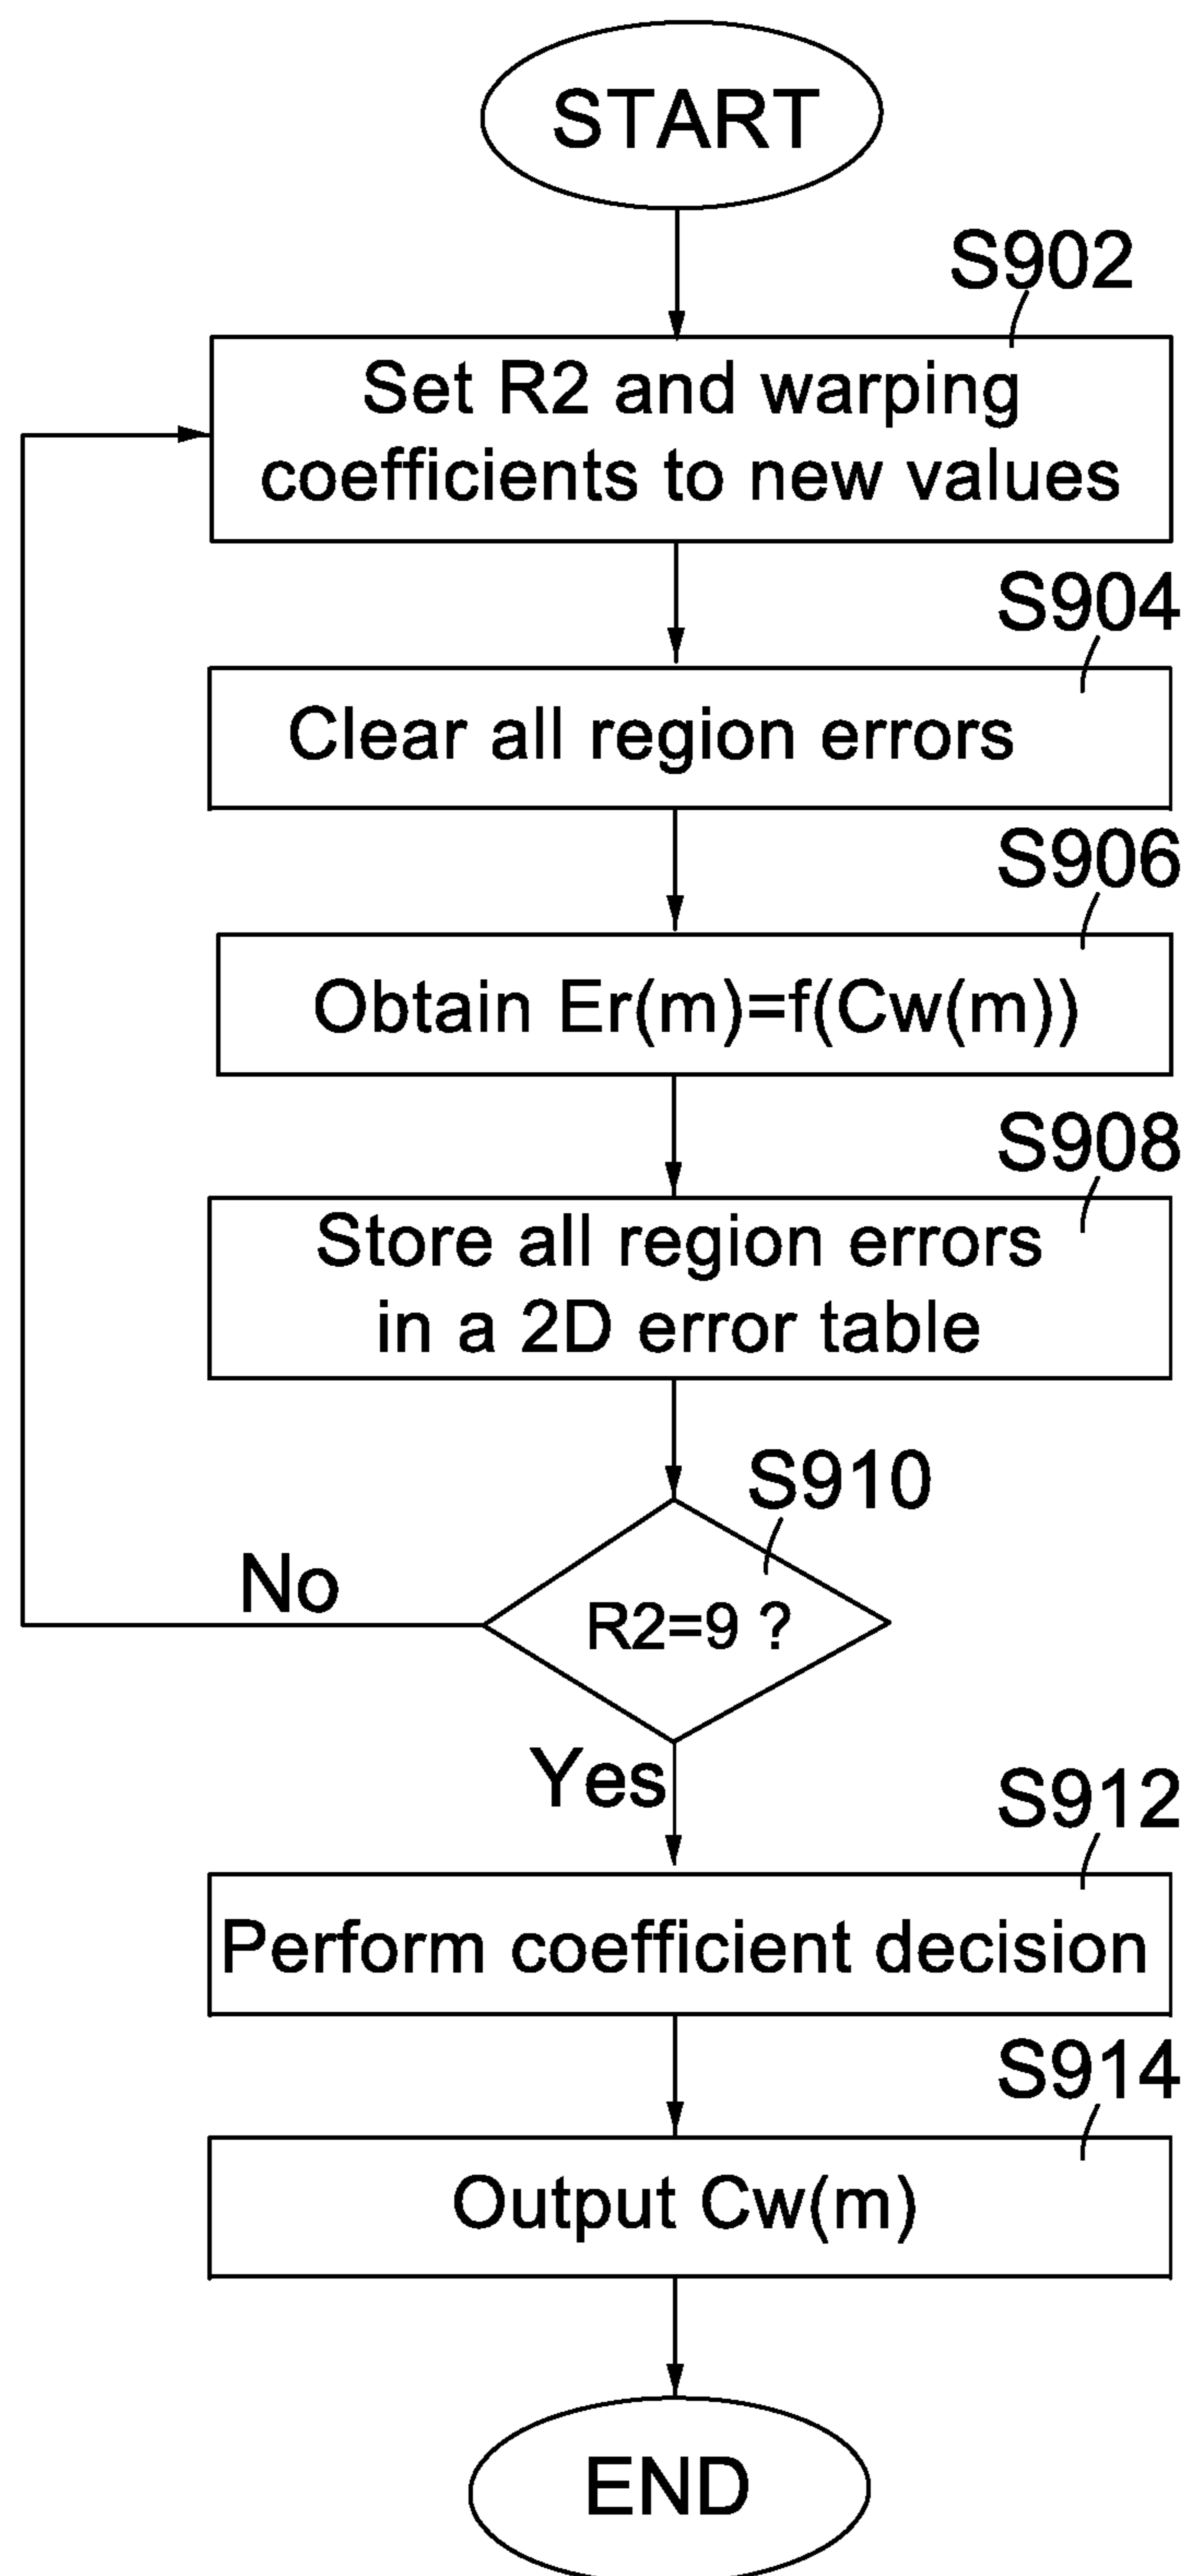 START
S902
Set R2 and warping
coefficients to new values
S904
Clear all region errors
S906
Obtain Er(m)=f(Cw(m))
S908
Store all region errors
in a 2D error table
S910
No
R2=9 ?
Yes
S912
Perform coefficient decision
S914
Output Cw(m)
END